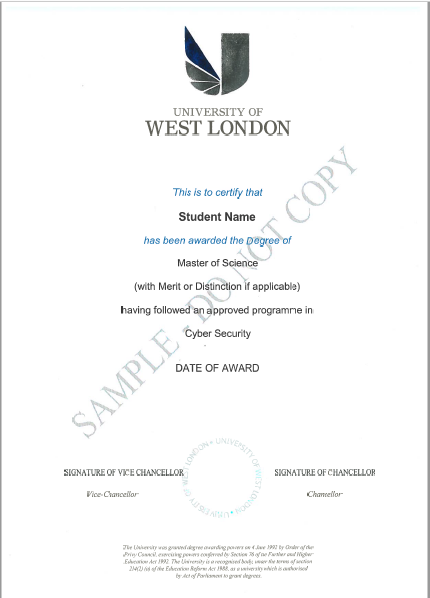 UNIVERSITY OF
WEST LONDON
This is to certify that
Student Name
has been awarded the Degree of
Master of Science
(with Merit or Distinction if applicable)
having followed an approved programme in
Cyber Security
DATE OF AWARD
SAMPLE - DO NOT COPY
UNIVERSITY OF WEST LONDON • UNIVERSITY OF WEST LONDON •
SIGNATURE OF VICE CHANCELLOR
SIGNATURE OF CHANCELLOR
Vice-Chancellor
Chancellor
The University was granted degree awarding powers on 4 June 1992 by Order of the
Privy Council, exercising powers conferred by Section 76 of the Further and Higher
Education Act 1992. The University is a recognised body under the terms of section
214(2) (a) of the Education Reform Act 1988, as a university which is authorised
by Act of Parliament to grant degrees.